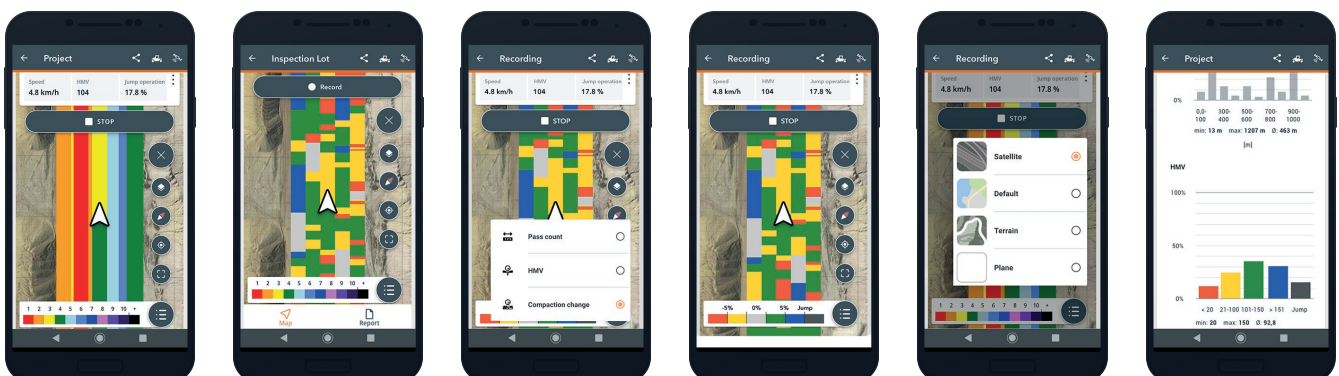 Project
Speed HMV Jump operation
4.8 km/h 104 17.8 %
STOP
1 2 3 4 5 6 7 8 9 10 +
Inspection Lot
Record
1 2 3 4 5 6 7 8 9 10 +
Map Report
Recording
Speed HMV Jump operation
4.8 km/h 104 17.8 %
STOP
Pass count
HMV
Compaction change
Recording
Speed HMV Jump operation
4.8 km/h 104 17.8 %
STOP
-5% 0% 5% Jump
Recording
Speed HMV Jump operation
4.8 km/h 104 17.8 %
STOP
Satellite
Default
Terrain
Plane
1 2 3 4 5 6 7 8 9 10 +
Project
0%
0,0- 300- 500- 700- 900-
100 400 600 800 1000
min: 13 m max: 1207 m Ø: 463 m
[m]
HMV
100%
50%
0%
< 20 21-100 101-150 > 151 Jump
min: 20 max: 150 Ø: 92,8